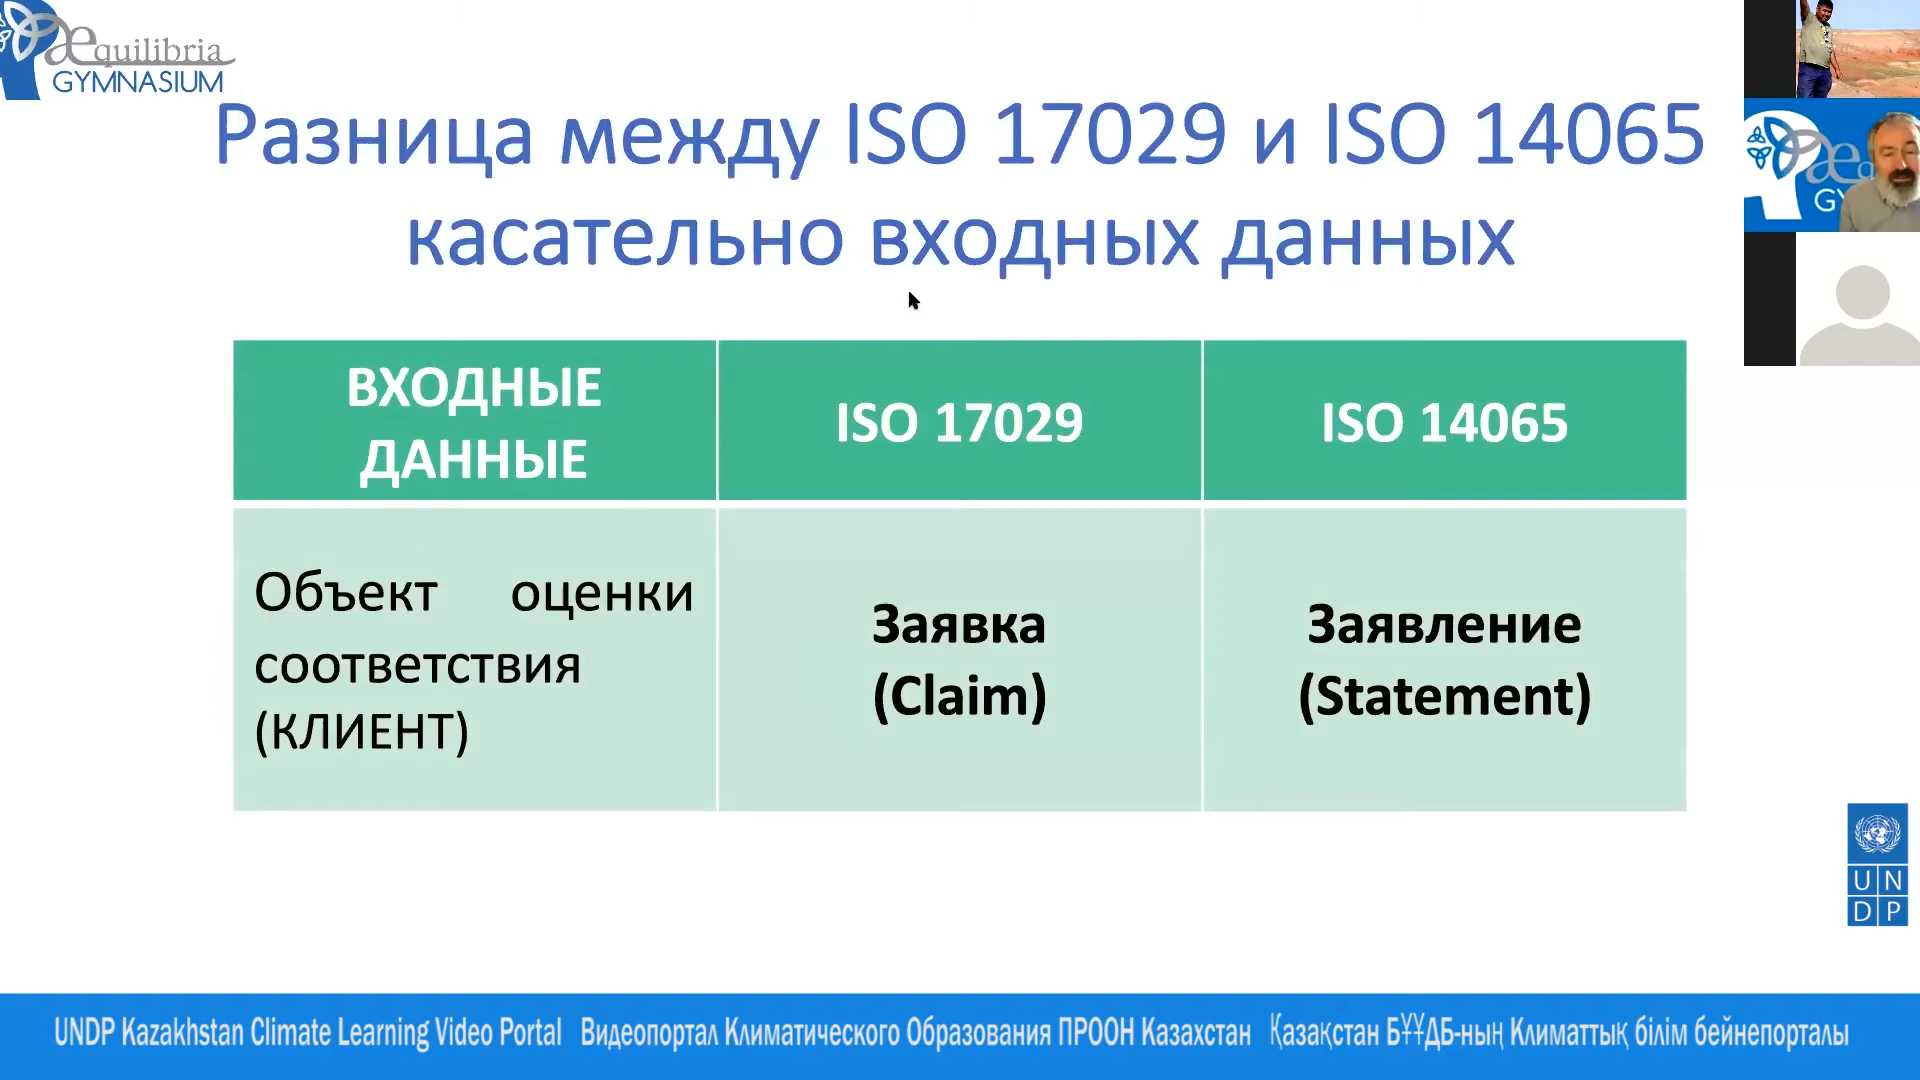 Æquilibria
GYMNASIUM
Разница между ISO 17029 и ISO 14065
касательно входных данных
ВХОДНЫЕ
ДАННЫЕ
ISO 17029
ISO 14065
Объект оценки
соответствия
(КЛИЕНТ)
Заявка
(Claim)
Заявление
(Statement)
U N
D P
UNDP Kazakhstan Climate Learning Video Portal Видеопортал Климатического Образования ПРООН Казахстан Қазақстан БҰҰДБ-ның Климаттық білім бейнепорталы